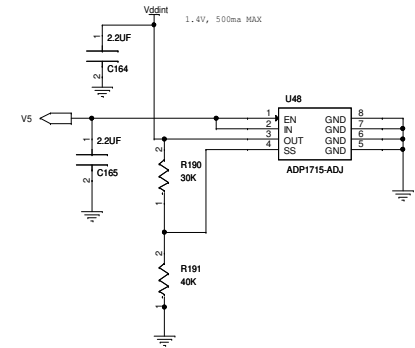 Vddint
1.4V, 500ma MAX
1
2.2UF
2
C164
V5
1
2.2UF
2
C165
U48
1 EN GND 8
2 IN GND 7
3 OUT GND 6
4 SS GND 5
ADP1715-ADJ
2
R190
30K
1
2
R191
40K
1